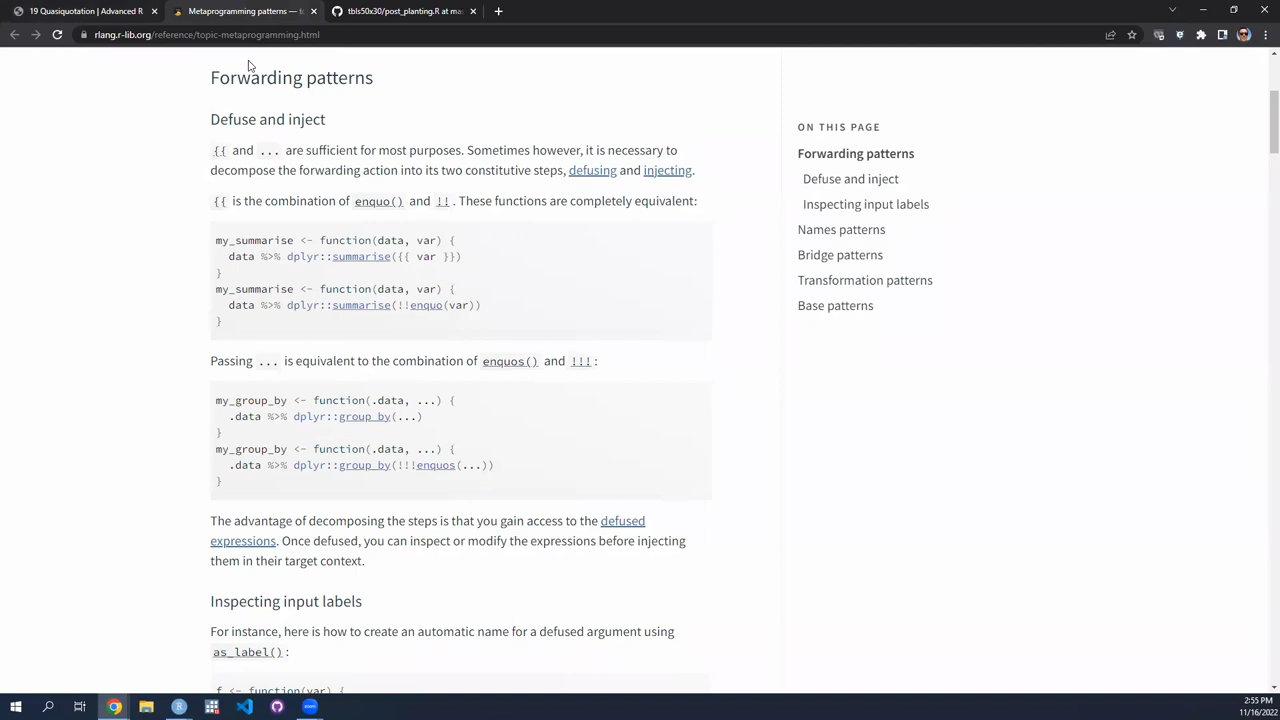 19 Quasiquotation | Advanced R
Metaprogramming patterns — to
tbls50x30/post_planting.R at mas
rlang.r-lib.org/reference/topic-metaprogramming.html
Forwarding patterns
Defuse and inject
{{ and ... are sufficient for most purposes. Sometimes however, it is necessary to
decompose the forwarding action into its two constitutive steps, defusing and injecting.
{{ is the combination of enquo() and !!. These functions are completely equivalent:
my_summarise <- function(data, var) {
data %>% dplyr::summarise({{ var }})
}
my_summarise <- function(data, var) {
data %>% dplyr::summarise(!!enquo(var))
}
Passing ... is equivalent to the combination of enquos() and !!!:
my_group_by <- function(.data, ...) {
.data %>% dplyr::group_by(...)
}
my_group_by <- function(.data, ...) {
.data %>% dplyr::group_by(!!!enquos(...))
}
The advantage of decomposing the steps is that you gain access to the defused
expressions. Once defused, you can inspect or modify the expressions before injecting
them in their target context.
Inspecting input labels
For instance, here is how to create an automatic name for a defused argument using
as_label():
f <- function(var) {
ON THIS PAGE
Forwarding patterns
Defuse and inject
Inspecting input labels
Names patterns
Bridge patterns
Transformation patterns
Base patterns
2:55 PM
11/16/2022